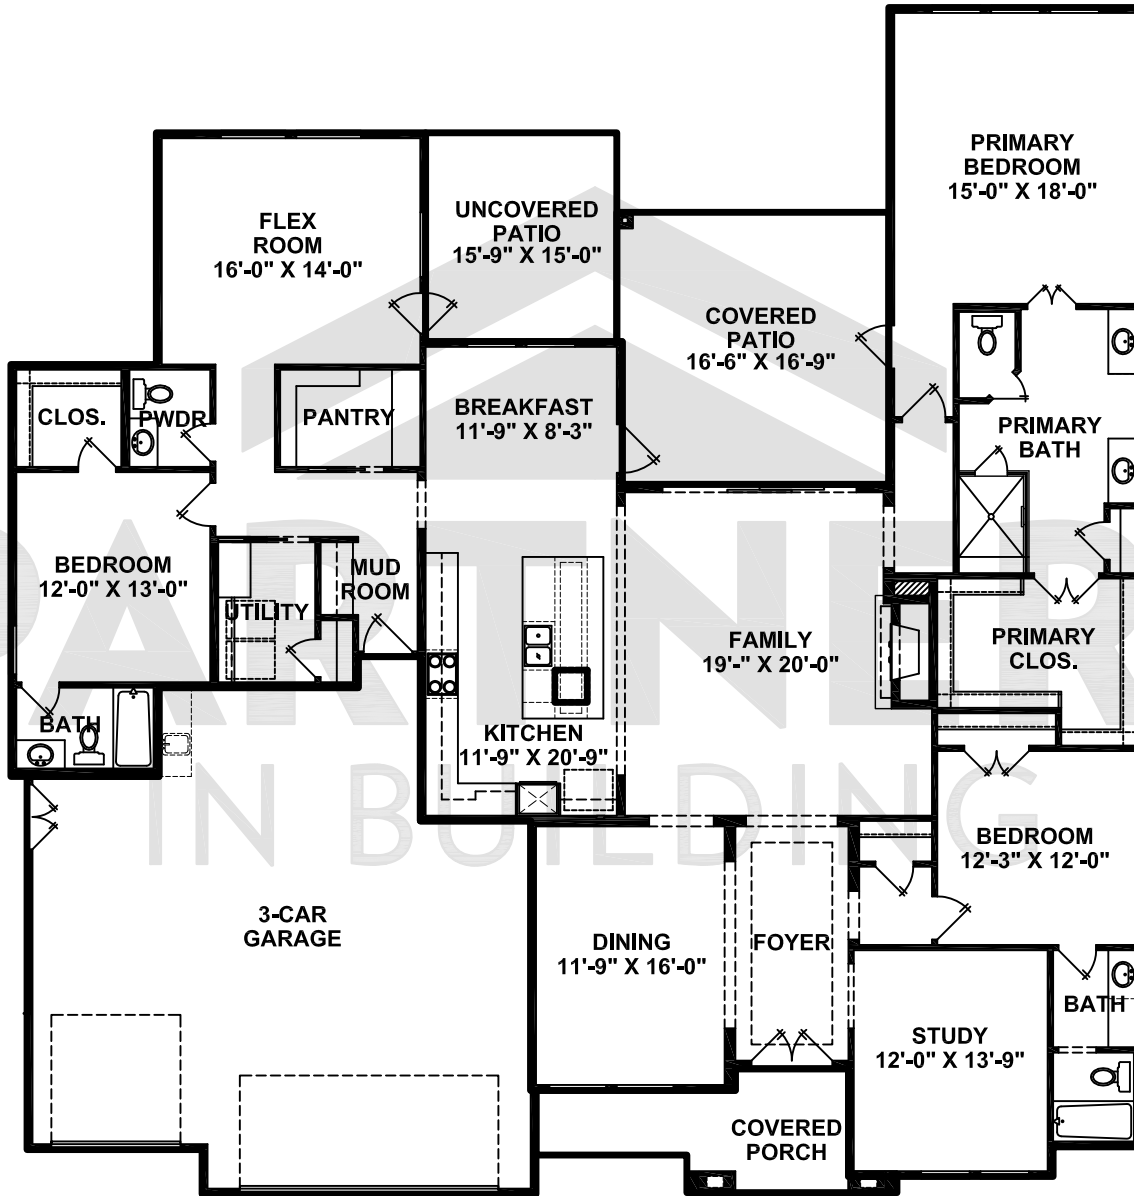 PRIMARY
BEDROOM
15'-0" X 18'-0"
FLEX
ROOM
16'-0" X 14'-0"
UNCOVERED
PATIO
15'-9" X 15'-0"
COVERED
PATIO
16'-6" X 16'-9"
CLOS.
PWDR
PANTRY
BREAKFAST
11'-9" X 8'-3"
PRIMARY
BATH
BEDROOM
12'-0" X 13'-0"
MUD
ROOM
UTILITY
FAMILY
19'-" X 20'-0"
PRIMARY
CLOS.
BATH
KITCHEN
11'-9" X 20'-9"
BEDROOM
12'-3" X 12'-0"
3-CAR
GARAGE
DINING
11'-9" X 16'-0"
FOYER
BATH
STUDY
12'-0" X 13'-9"
COVERED
PORCH
PARTNER
IN BUILDING